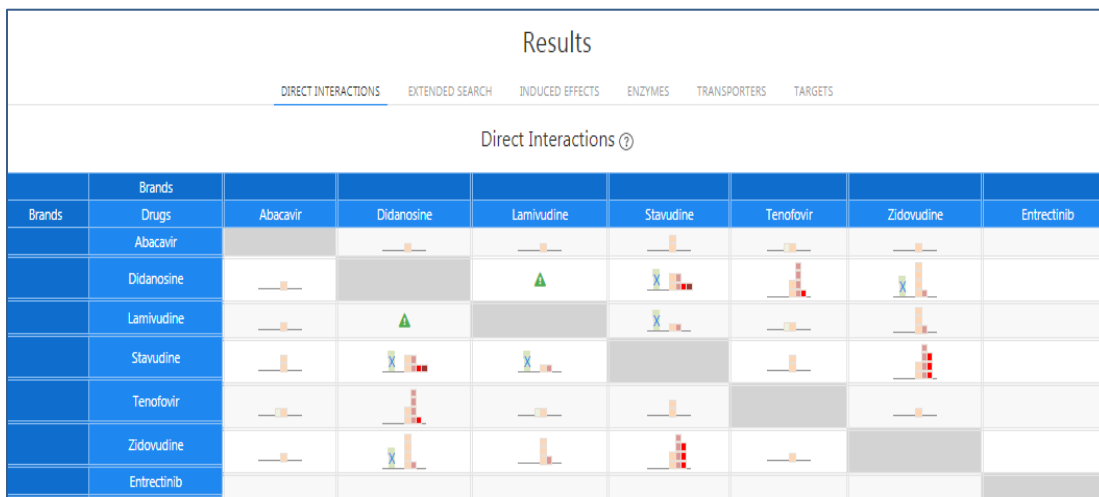 Results
DIRECT INTERACTIONS EXTENDED SEARCH INDUCED EFFECTS ENZYMES TRANSPORTERS TARGETS
Direct Interactions ?
Brands
Brands Drugs Abacavir Didanosine Lamivudine Stavudine Tenofovir Zidovudine Entrectinib
Abacavir
Didanosine
Lamivudine
Stavudine
Tenofovir
Zidovudine
Entrectinib